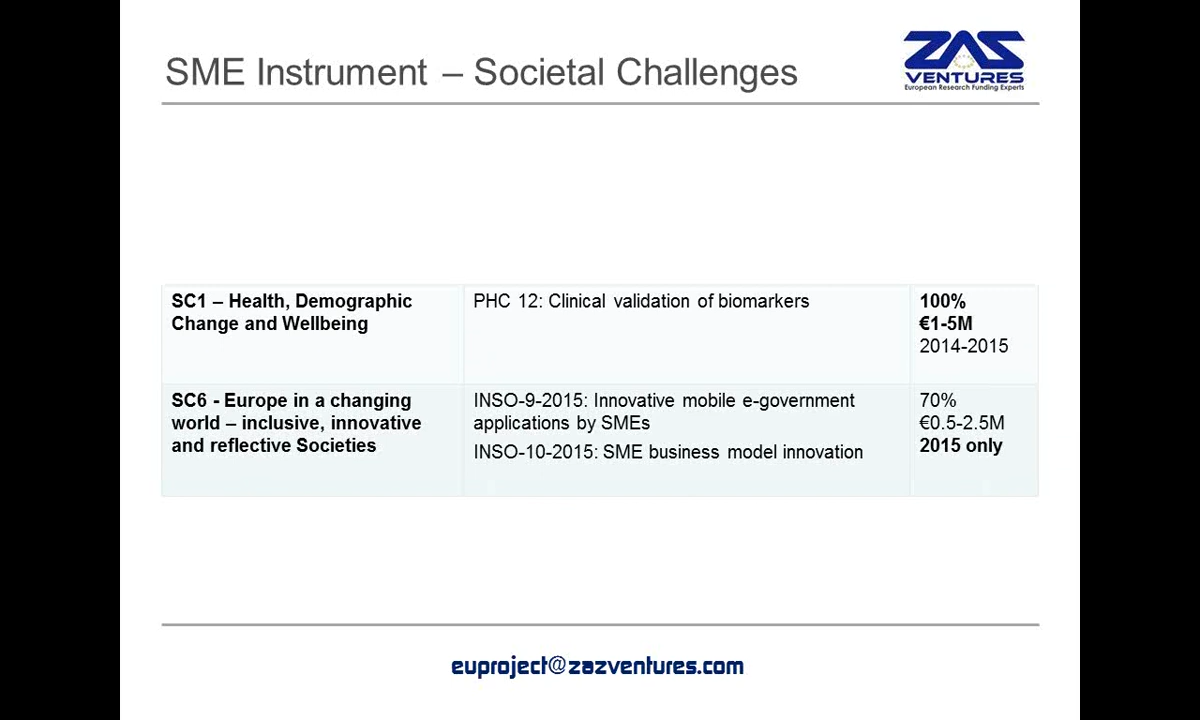 SME Instrument – Societal Challenges
ZAZ
VENTURES
European Research Funding Experts
SC1 – Health, Demographic
Change and Wellbeing
PHC 12: Clinical validation of biomarkers
100%
€1-5M
2014-2015
SC6 - Europe in a changing
world – inclusive, innovative
and reflective Societies
INSO-9-2015: Innovative mobile e-government
applications by SMEs
INSO-10-2015: SME business model innovation
70%
€0.5-2.5M
2015 only
euproject@zazventures.com